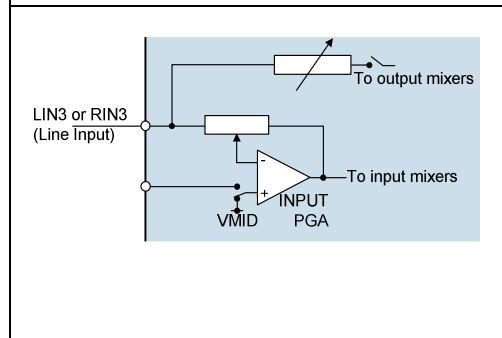 To output mixers
LIN3 or RIN3
(Line Input)
-
To input mixers
+
INPUT
VMID
PGA